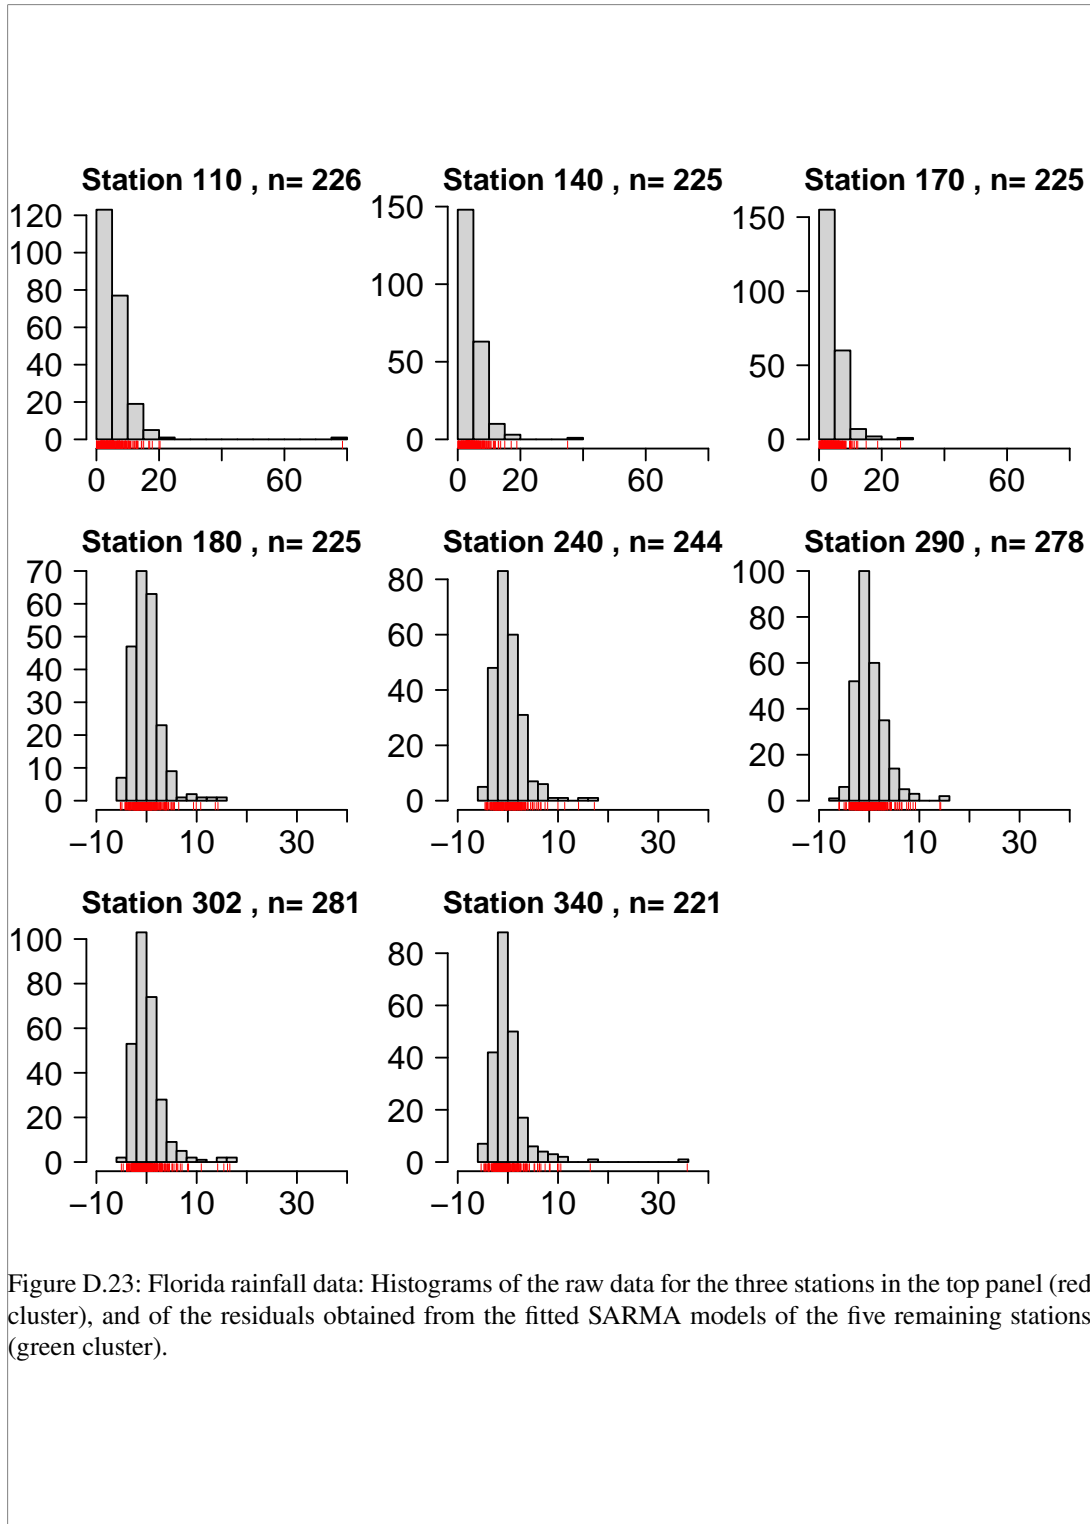 Station 110 , n= 226
Station 140 , n= 225
Station 170 , n= 225
120
100
80
60
40
20
0
0 20 60
150
100
50
0
0 20 60
150
100
50
0
0 20 60
Station 180 , n= 225
Station 240 , n= 244
Station 290 , n= 278
70
60
50
40
30
20
10
0
−10 10 30
80
60
40
20
0
−10 10 30
100
80
60
40
20
0
−10 10 30
Station 302 , n= 281
Station 340 , n= 221
100
80
60
40
20
0
−10 10 30
80
60
40
20
0
−10 10 30
Figure D.23: Florida rainfall data: Histograms of the raw data for the three stations in the top panel (red
cluster), and of the residuals obtained from the fitted SARMA models of the five remaining stations
(green cluster).